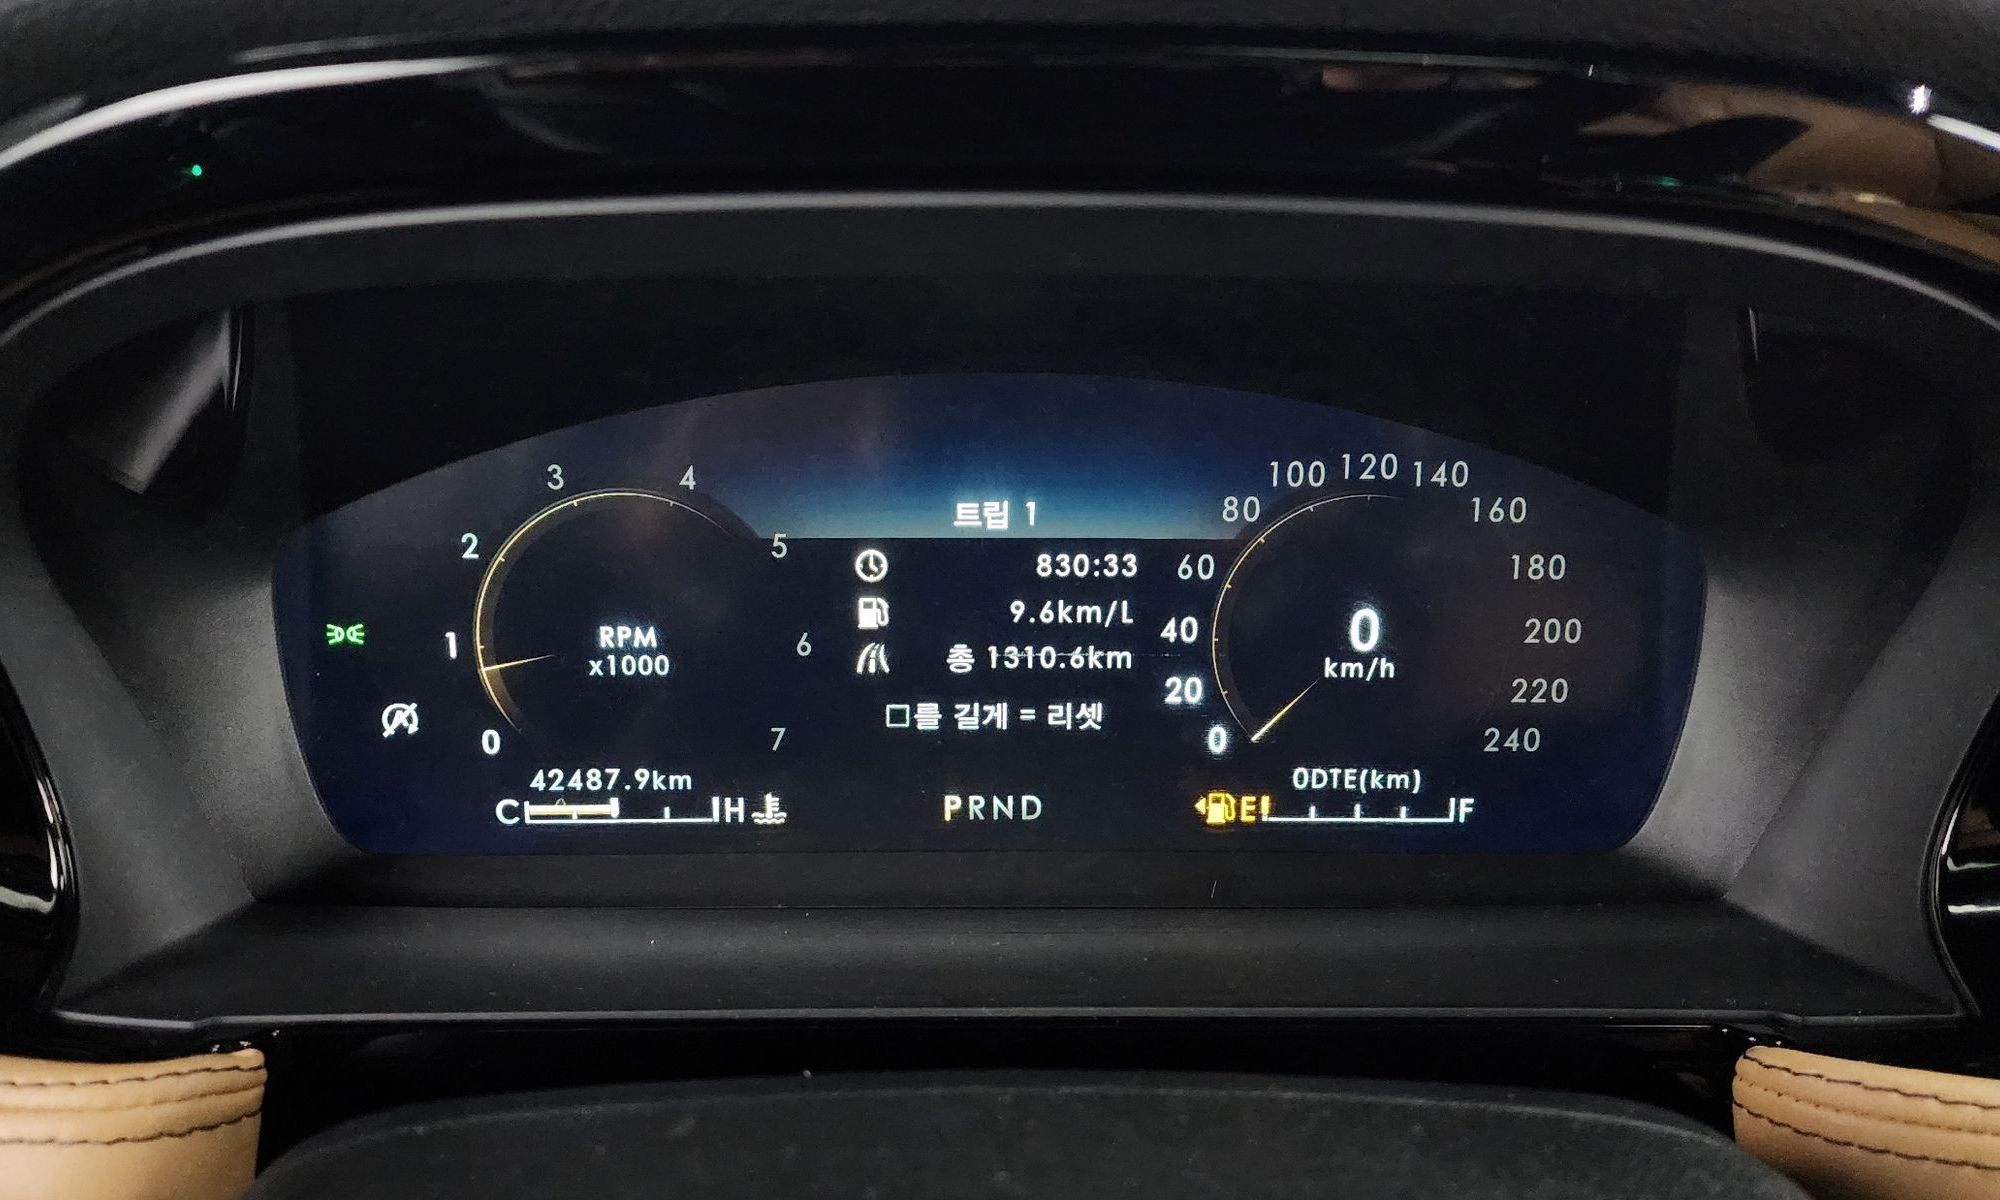 트립 1
830:33
9.6km/L
총 1310.6km
□를 길게 = 리셋
0 1 2 3 4 5 6 7
RPM
x1000
0 20 40 60 80 100 120 140 160 180 200 220 240
0
km/h
42487.9km
C H
PRND
0DTE(km)
E F